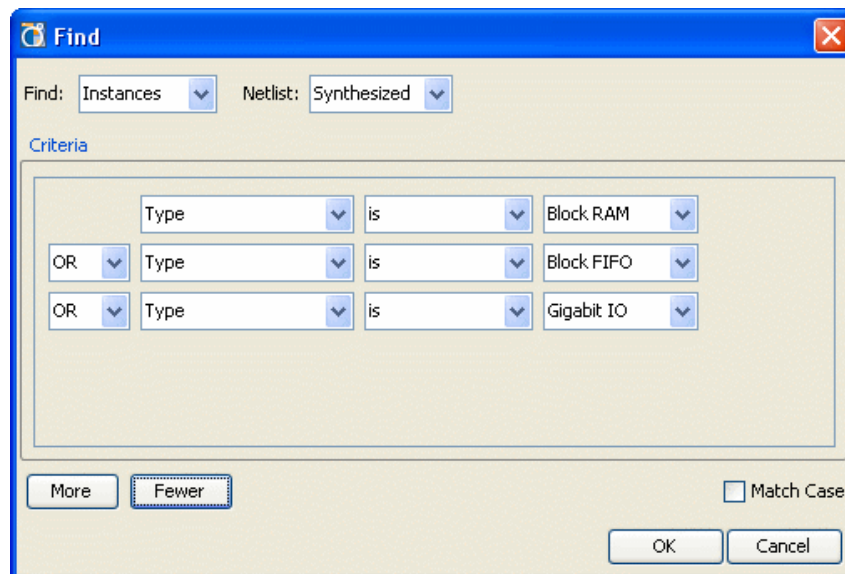 Find
Find: Instances Netlist: Synthesized
Criteria
Type is Block RAM
OR Type is Block FIFO
OR Type is Gigabit IO
More Fewer Match Case
OK Cancel